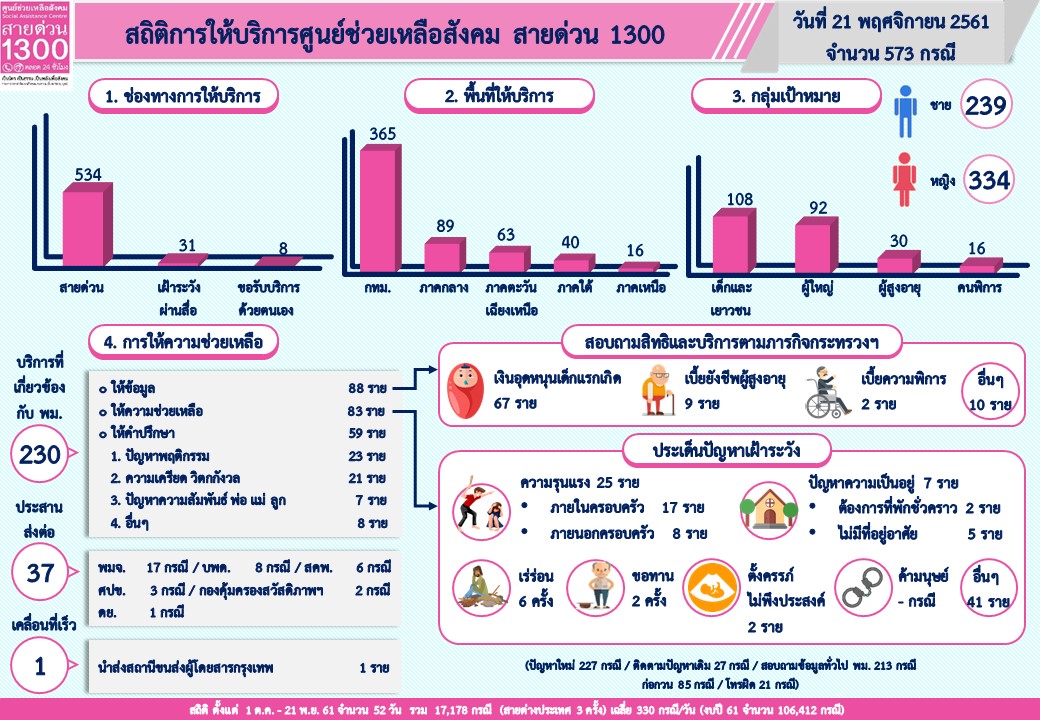 ศูนย์ช่วยเหลือสังคม
Social Assistance Centre
สายด่วน
1300
ตลอด 24 ชั่วโมง
สถิติการให้บริการศูนย์ช่วยเหลือสังคม สายด่วน 1300
วันที่ 21 พฤศจิกายน 2561
จำนวน 573 กรณี
1. ช่องทางการให้บริการ
534
31
8
สายด่วน
เฝ้าระวัง
ผ่านสื่อ
ขอรับบริการ
ด้วยตนเอง
2. พื้นที่ให้บริการ
365
89
63
40
16
กทม.
ภาคกลาง
ภาคตะวัน
เฉียงเหนือ
ภาคใต้
ภาคเหนือ
3. กลุ่มเป้าหมาย
ชาย 239
หญิง 334
108
92
30
16
เด็กและ
เยาวชน
ผู้ใหญ่
ผู้สูงอายุ
คนพิการ
4. การให้ความช่วยเหลือ
บริการที่
เกี่ยวข้อง
กับ พม.
230
o ให้ข้อมูล 88 ราย
o ให้ความช่วยเหลือ 83 ราย
o ให้คำปรึกษา 59 ราย
1. ปัญหาพฤติกรรม 23 ราย
2. ความเครียด วิตกกังวล 21 ราย
3. ปัญหาความสัมพันธ์ พ่อ แม่ ลูก 7 ราย
4. อื่นๆ 8 ราย
ประสาน
ส่งต่อ
37
พมจ. 17 กรณี / บพด. 8 กรณี / สคพ. 6 กรณี
สปข. 3 กรณี / กองคุ้มครองสวัสดิภาพฯ 2 กรณี
ดย. 1 กรณี
เคลื่อนที่เร็ว
1
นำส่งสถานีขนส่งผู้โดยสารกรุงเทพ 1 ราย
สอบถามสิทธิและบริการตามภารกิจกระทรวงฯ
เงินอุดหนุนเด็กแรกเกิด
67 ราย
เบี้ยยังชีพผู้สูงอายุ
9 ราย
เบี้ยความพิการ
2 ราย
อื่นๆ
10 ราย
ประเด็นปัญหาเฝ้าระวัง
ความรุนแรง 25 ราย
• ภายในครอบครัว 17 ราย
• ภายนอกครอบครัว 8 ราย
ปัญหาความเป็นอยู่ 7 ราย
• ต้องการที่พักชั่วคราว 2 ราย
• ไม่มีที่อยู่อาศัย 5 ราย
เร่ร่อน
6 ครั้ง
ขอทาน
2 ครั้ง
ตั้งครรภ์
ไม่พึงประสงค์
2 ราย
ค้ามนุษย์
- กรณี
อื่นๆ
41 ราย
(ปัญหาใหม่ 227 กรณี / ติดตามปัญหาเดิม 27 กรณี / สอบถามข้อมูลทั่วไป พม. 213 กรณี
ก่อกวน 85 กรณี / โทรผิด 21 กรณี)
สถิติ ตั้งแต่ 1 ต.ค. - 21 พ.ย. 61 จำนวน 52 วัน รวม 17,178 กรณี (สายต่างประเทศ 3 ครั้ง) เฉลี่ย 330 กรณี/วัน (งบปี 61 จำนวน 106,412 กรณี)